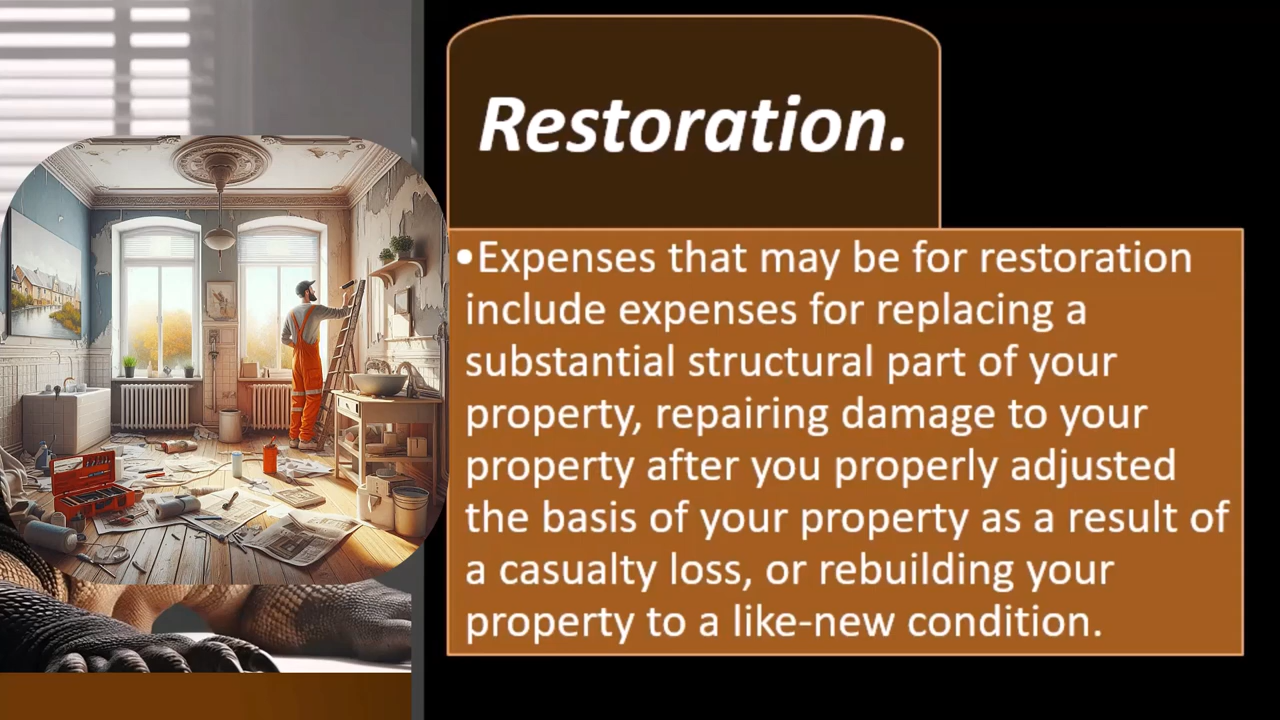 Restoration.
•Expenses that may be for restoration
include expenses for replacing a
substantial structural part of your
property, repairing damage to your
property after you properly adjusted
the basis of your property as a result of
a casualty loss, or rebuilding your
property to a like-new condition.